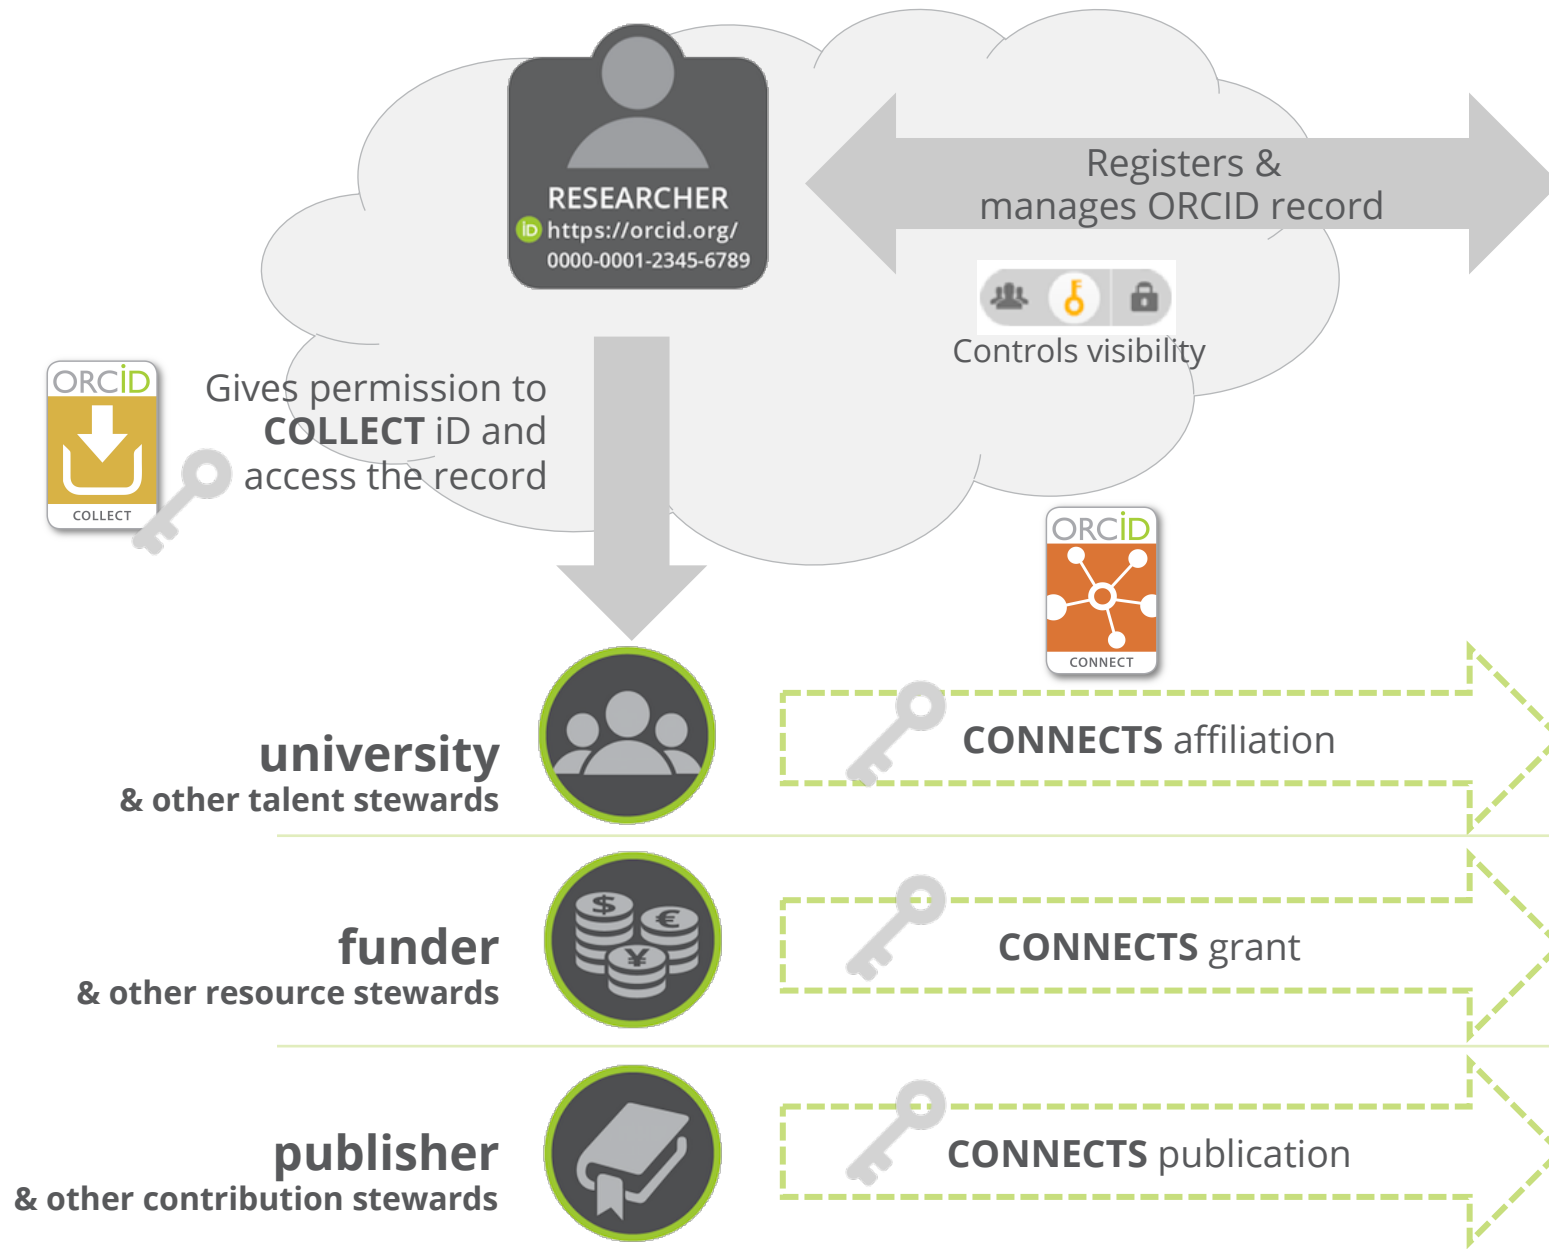 RESEARCHER
iD https://orcid.org/
0000-0001-2345-6789
Registers &
manages ORCID record
Controls visibility
ORCiD
COLLECT
Gives permission to
COLLECT iD and
access the record
ORCiD
CONNECT
university
& other talent stewards
CONNECTS affiliation
$ € ¥
funder
& other resource stewards
CONNECTS grant
publisher
& other contribution stewards
CONNECTS publication